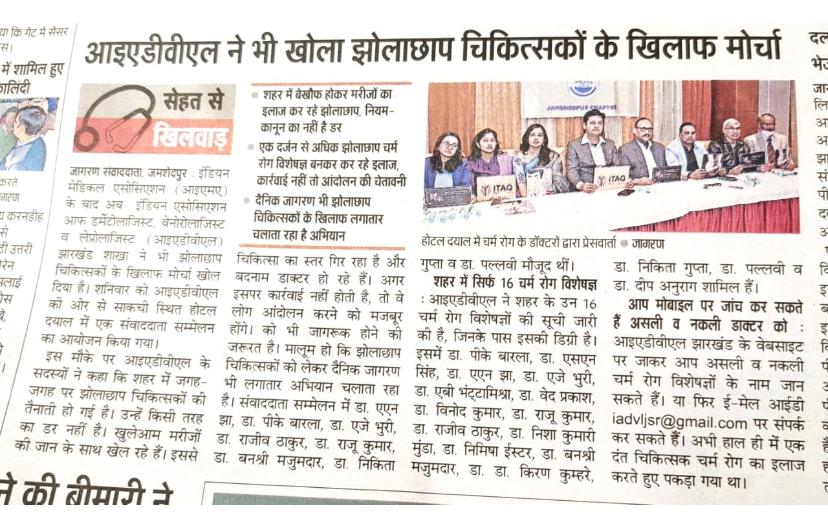 या कि गेट में सेंसर
में शामिल हुए
आइएडीवीएल ने भी खोला झोलाछाप चिकित्सकों के खिलाफ मोर्चा
सेहत से
खिलवाड़
जागरण संवाददाता, जमशेदपुर : इंडियन
मेडिकल एसोसिएशन (आइएमए)
के बाद अब इंडियन एसोसिएशन
आफ डर्मेटोलाजिस्ट, वेनोरोलाजिस्ट
व लेप्रोलाजिस्ट (आइएडीवीएल)
झारखंड शाखा ने भी झोलाछाप
चिकित्सकों के खिलाफ मोर्चा खोल
दिया है। शनिवार को आइएडीवीएल
की ओर से साकची स्थित होटल
दयाल में एक संवाददाता सम्मेलन
का आयोजन किया गया।
इस मौके पर आइएडीवीएल के
सदस्यों ने कहा कि शहर में जगह-
जगह पर झोलाछाप चिकित्सकों की
तैनाती हो गई है। उन्हें किसी तरह
का डर नहीं है। खुलेआम मरीजों
की जान के साथ खेल रहे हैं। इससे
शहर में बेखौफ होकर मरीजों का
इलाज कर रहे झोलाछाप, नियम-
कानून का नहीं है डर
एक दर्जन से अधिक झोलाछाप चर्म
रोग विशेषज्ञ बनकर कर रहे इलाज,
कार्रवाई नहीं तो आंदोलन की चेतावनी
दैनिक जागरण भी झोलाछाप
चिकित्सकों के खिलाफ लगातार
चलाता रहा है अभियान
चिकित्सा का स्तर गिर रहा है और
बदनाम डाक्टर हो रहे हैं। अगर
इसपर कार्रवाई नहीं होती है, तो वे
लोग आंदोलन करने को मजबूर
होंगे। को भी जागरूक होने की
जरूरत है। मालूम हो कि झोलाछाप
चिकित्सकों को लेकर दैनिक जागरण
भी लगातार अभियान चलाता रहा
है। संवाददाता सम्मेलन में डा. एएन
झा, डा. पीके बारला, डा. एजे भुरी,
डा. राजीव ठाकुर, डा. राजू कुमार,
डा. बनश्री मजुमदार, डा. निकिता
JAMSHEDPUR CHAPTER
ITAQ
ITAQ
होटल दयाल में चर्म रोग के डॉक्टरों द्वारा प्रेसवार्ता ● जागरण
गुप्ता व डा. पल्लवी मौजूद थीं।
शहर में सिर्फ 16 चर्म रोग विशेषज्ञ
: आइएडीवीएल ने शहर के उन 16
चर्म रोग विशेषज्ञों की सूची जारी
की है, जिनके पास इसकी डिग्री है।
इसमें डा. पीके बारला, डा. एसएन
सिंह, डा. एएन झा, डा. एजे भुरी,
डा. एबी भंट्टामिश्रा, डा. वेद प्रकाश,
डा. विनोद कुमार, डा. राजू कुमार,
डा. राजीव ठाकुर, डा. निशा कुमारी
मुंडा, डा. निमिषा ईस्टर, डा. बनश्री
मजुमदार, डा. डा. किरण कुम्हरे,
डा. निकिता गुप्ता, डा. पल्लवी व
डा. दीप अनुराग शामिल हैं।
आप मोबाइल पर जांच कर सकते
हैं असली व नकली डाक्टर को :
आइएडीवीएल झारखंड के वेबसाइट
पर जाकर आप असली व नकली
चर्म रोग विशेषज्ञों के नाम जान
सकते हैं। या फिर ई-मेल आईडी
iadvljsr@gmail.com पर संपर्क
कर सकते हैं। अभी हाल ही में एक
दंत चिकित्सक चर्म रोग का इलाज
करते हुए पकड़ा गया था।
की बीमारी ने